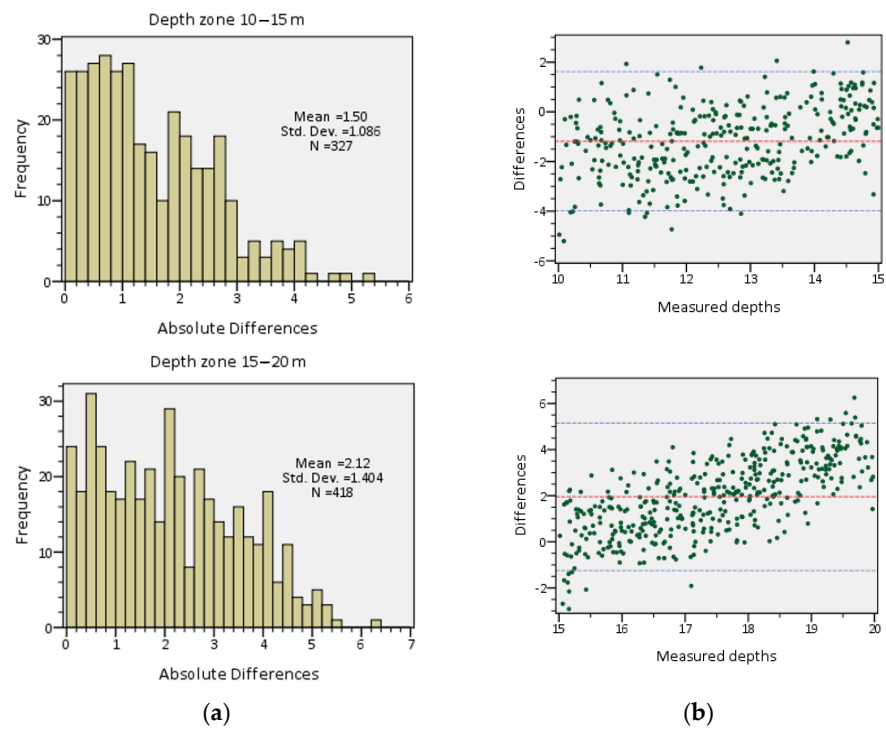 Depth zone 10–15 m
30
20
10
0
Frequency
Mean =1.50
Std. Dev. =1.086
N =327
0 1 2 3 4 5 6
Absolute Differences
2
0
-2
-4
-6
Differences
10 11 12 13 14 15
Measured depths
Depth zone 15–20 m
30
20
10
0
Frequency
Mean =2.12
Std. Dev. =1.404
N =418
0 1 2 3 4 5 6 7
Absolute Differences
6
4
2
0
-2
Differences
15 16 17 18 19 20
Measured depths
(a)
(b)